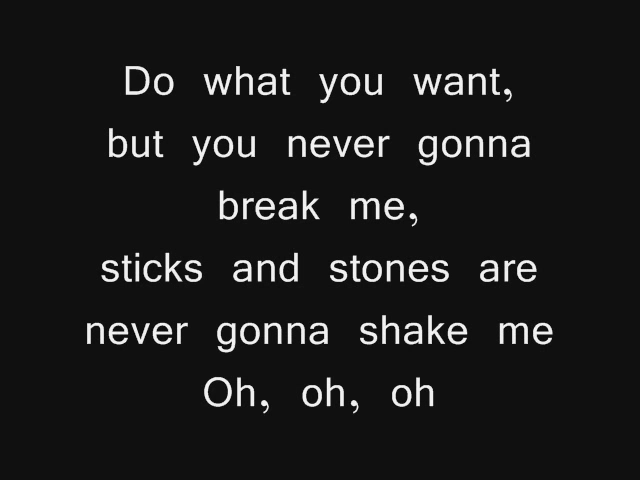 Do what you want,
but you never gonna
break me,
sticks and stones are
never gonna shake me
Oh, oh, oh